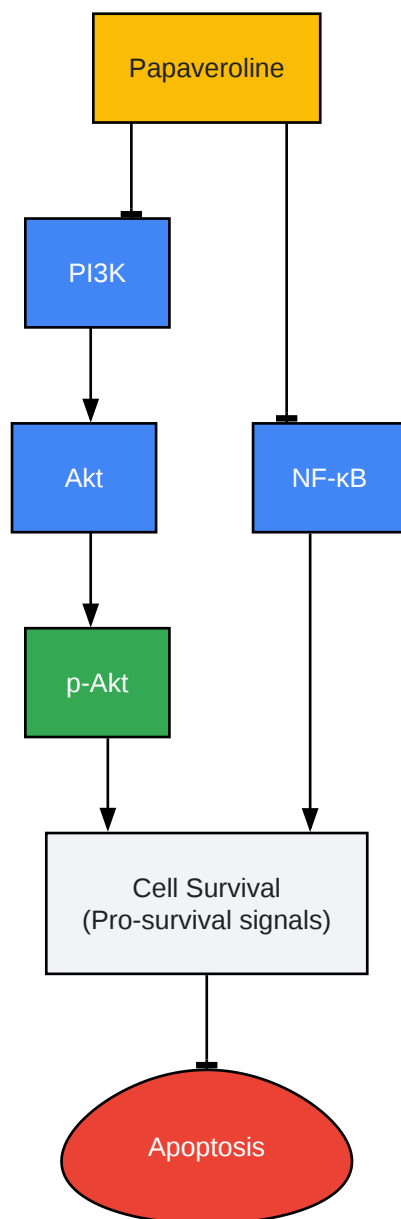 Papaveroline
PI3K
Akt
NF-κB
p-Akt
Cell Survival
(Pro-survival signals)
Apoptosis